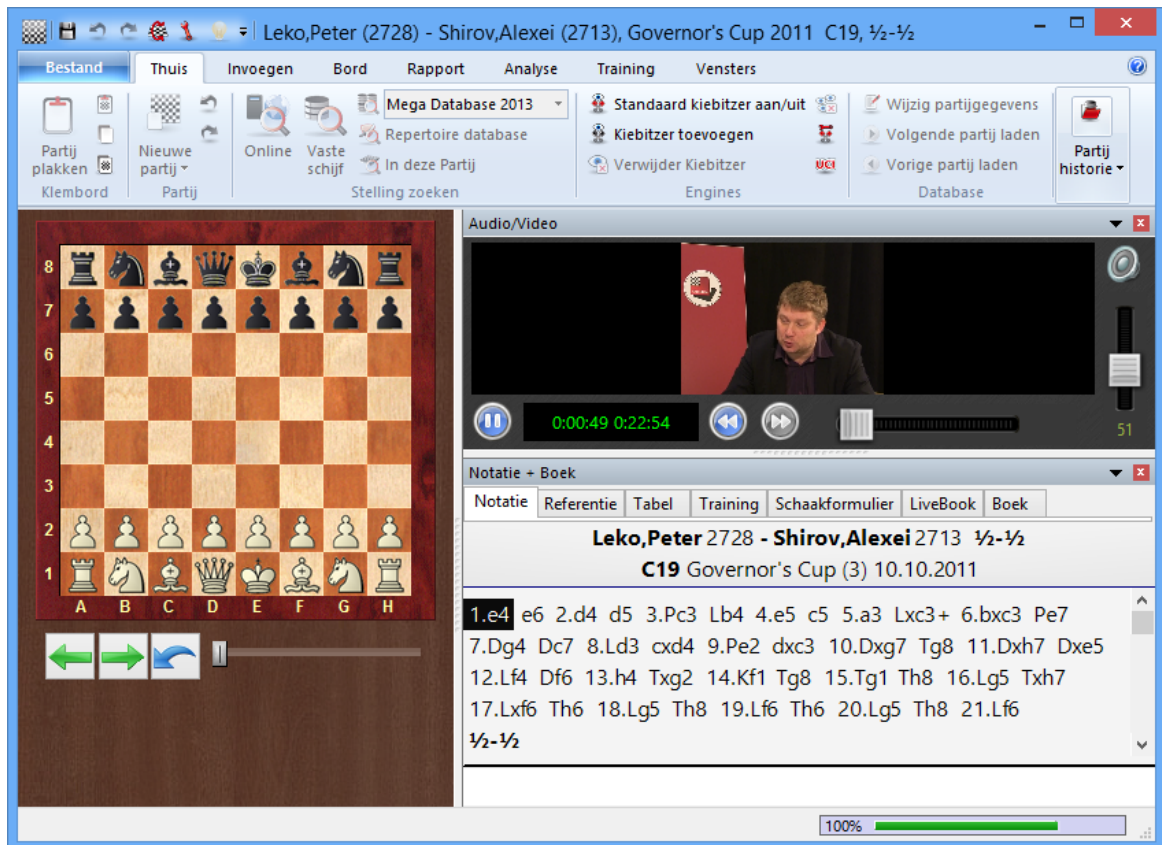 Leko,Peter (2728) - Shirov,Alexei (2713), Governor's Cup 2011 C19, ½-½
Bestand Thuis Invoegen Bord Rapport Analyse Training Vensters
Partij plakken
Klembord
Nieuwe partij
Partij
Online
Vaste schijf
Mega Database 2013
Repertoire database
In deze Partij
Stelling zoeken
Standaard kiebitzer aan/uit
Kiebitzer toevoegen
Verwijder Kiebitzer
UCI
Engines
Wijzig partijgegevens
Volgende partij laden
Vorige partij laden
Database
Partij historie
8
7
6
5
4
3
2
1
A B C D E F G H
Audio/Video
0:00:49 0:22:54
51
Notatie + Boek
Notatie Referentie Tabel Training Schaakformulier LiveBook Boek
Leko,Peter 2728 - Shirov,Alexei 2713 ½-½
C19 Governor's Cup (3) 10.10.2011
1.e4 e6 2.d4 d5 3.Pc3 Lb4 4.e5 c5 5.a3 Lxc3+ 6.bxc3 Pe7
7.Dg4 Dc7 8.Ld3 cxd4 9.Pe2 dxc3 10.Dxg7 Tg8 11.Dxh7 Dxe5
12.Lf4 Df6 13.h4 Txg2 14.Kf1 Tg8 15.Tg1 Th8 16.Lg5 Txh7
17.Lxf6 Th6 18.Lg5 Th8 19.Lf6 Th6 20.Lg5 Th8 21.Lf6
½-½
100%